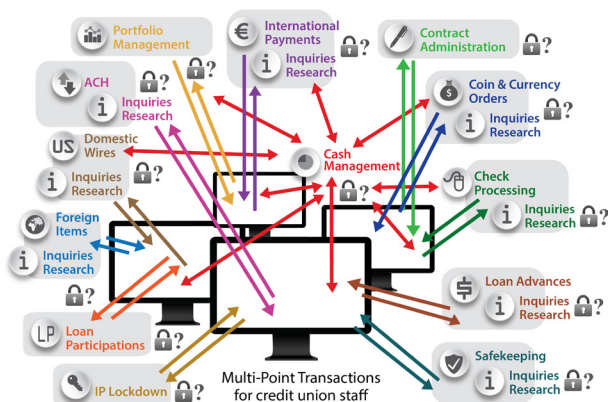 Portfolio
Management
?
?
€
International
Payments
i
Inquiries
Research
?
Contract
Administration
?
ACH
i
Inquiries
Research
?
$
Coin & Currency
Orders
i
Inquiries
Research
?
US
Domestic
Wires
i
Inquiries
Research
?
Cash
Management
?
Check
Processing
i
Inquiries
Research
?
Foreign
Items
i
Inquiries
Research
?
LP
Loan
Participations
?
$
Loan Advances
i
Inquiries
Research
?
IP Lockdown
?
Safekeeping
i
Inquiries
Research
?
Multi-Point Transactions
for credit union staff